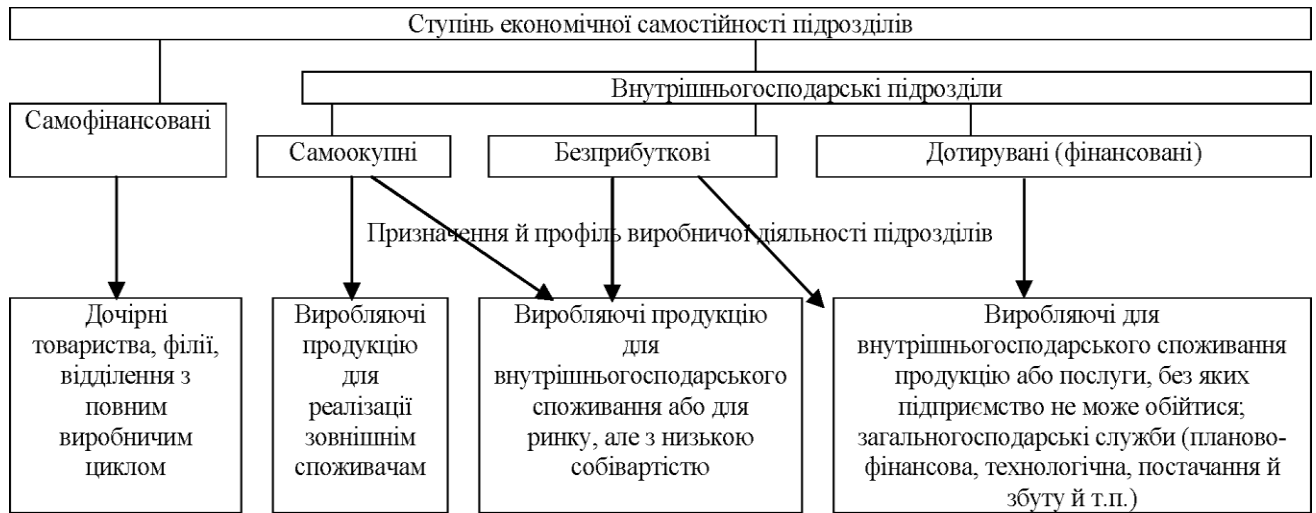 Ступінь економічної самостійності підрозділів
Внутрішньогосподарські підрозділи
Самофінансовані
Самоокупні
Безприбуткові
Дотирувані (фінансовані)
Призначення й профіль виробничої діяльності підрозділів
Дочірні
товариства, філії,
відділення з
повним
виробничим
циклом
Виробляючі
продукцію
для
реалізації
зовнішнім
споживачам
Виробляючі продукцію
для
внутрішньогосподарського
споживання або для
ринку, але з низькою
собівартістю
Виробляючі для
внутрішньогосподарського споживання
продукцію або послуги, без яких
підприємство не може обійтися;
загальногосподарські служби (планово-
фінансова, технологічна, постачання й
збуту й т.п.)